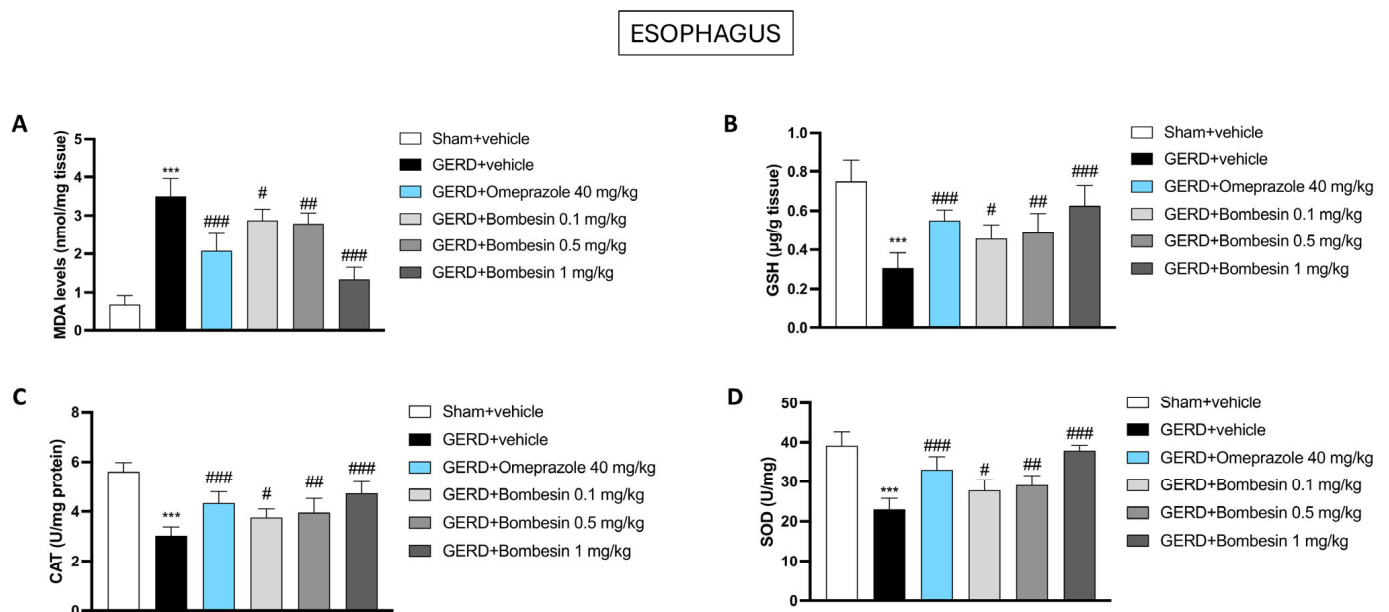 ESOPHAGUS
A
MDA levels (nmol/mg tissue)
5
4
3
2
1
0
***
###
#
##
###
Sham+vehicle
GERD+vehicle
GERD+Omeprazole 40 mg/kg
GERD+Bombesin 0.1 mg/kg
GERD+Bombesin 0.5 mg/kg
GERD+Bombesin 1 mg/kg
B
GSH (µg/g tissue)
1.0
0.8
0.6
0.4
0.2
0.0
***
###
#
##
###
Sham+vehicle
GERD+vehicle
GERD+Omeprazole 40 mg/kg
GERD+Bombesin 0.1 mg/kg
GERD+Bombesin 0.5 mg/kg
GERD+Bombesin 1 mg/kg
C
CAT (U/mg protein)
8
6
4
2
0
***
###
#
##
###
Sham+vehicle
GERD+vehicle
GERD+Omeprazole 40 mg/kg
GERD+Bombesin 0.1 mg/kg
GERD+Bombesin 0.5 mg/kg
GERD+Bombesin 1 mg/kg
D
SOD (U/mg)
50
40
30
20
10
0
***
###
#
##
###
Sham+vehicle
GERD+vehicle
GERD+Omeprazole 40 mg/kg
GERD+Bombesin 0.1 mg/kg
GERD+Bombesin 0.5 mg/kg
GERD+Bombesin 1 mg/kg